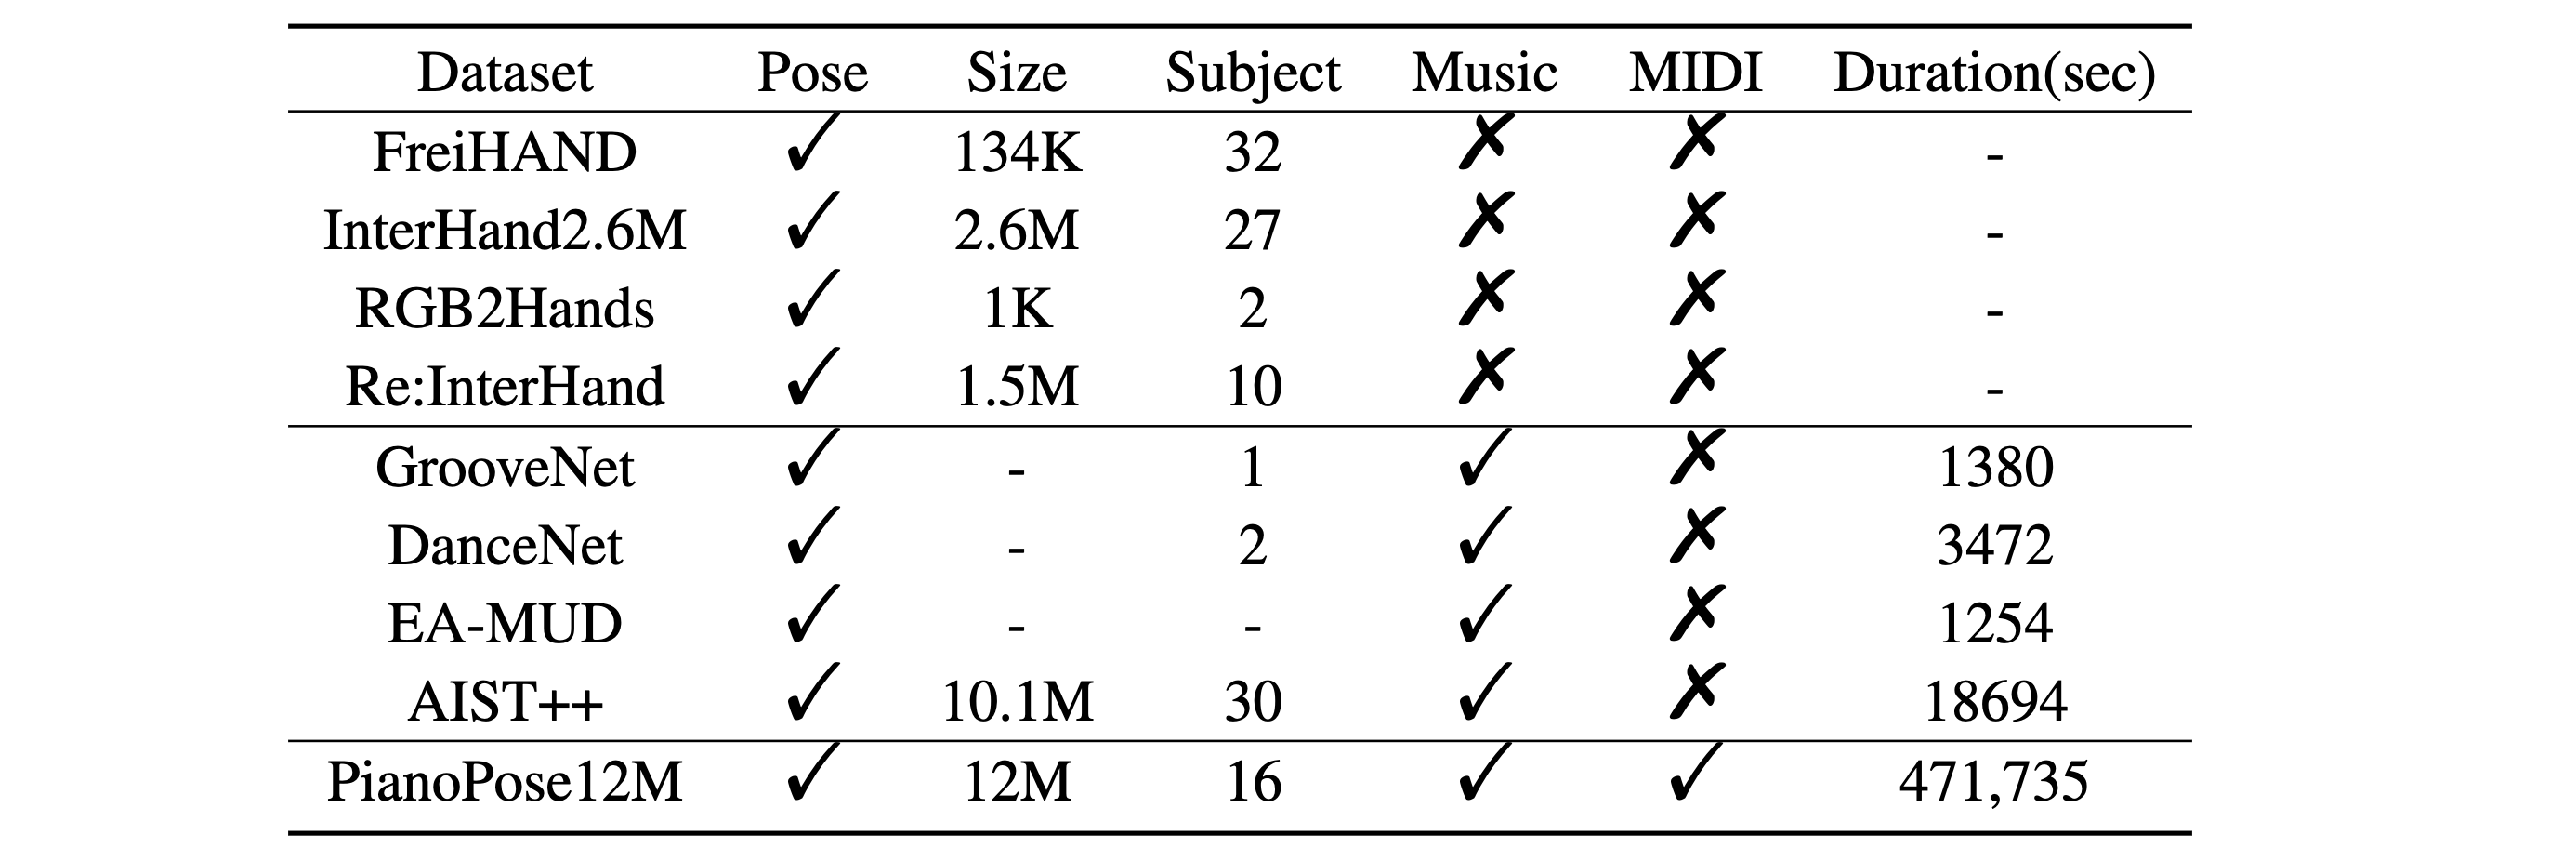 Dataset Pose Size Subject Music MIDI Duration(sec)
FreiHAND ✓ 134K 32 ✗ ✗ -
InterHand2.6M ✓ 2.6M 27 ✗ ✗ -
RGB2Hands ✓ 1K 2 ✗ ✗ -
Re:InterHand ✓ 1.5M 10 ✗ ✗ -
GrooveNet ✓ - 1 ✓ ✗ 1380
DanceNet ✓ - 2 ✓ ✗ 3472
EA-MUD ✓ - - ✓ ✗ 1254
AIST++ ✓ 10.1M 30 ✓ ✗ 18694
PianoPose12M ✓ 12M 16 ✓ ✓ 471,735